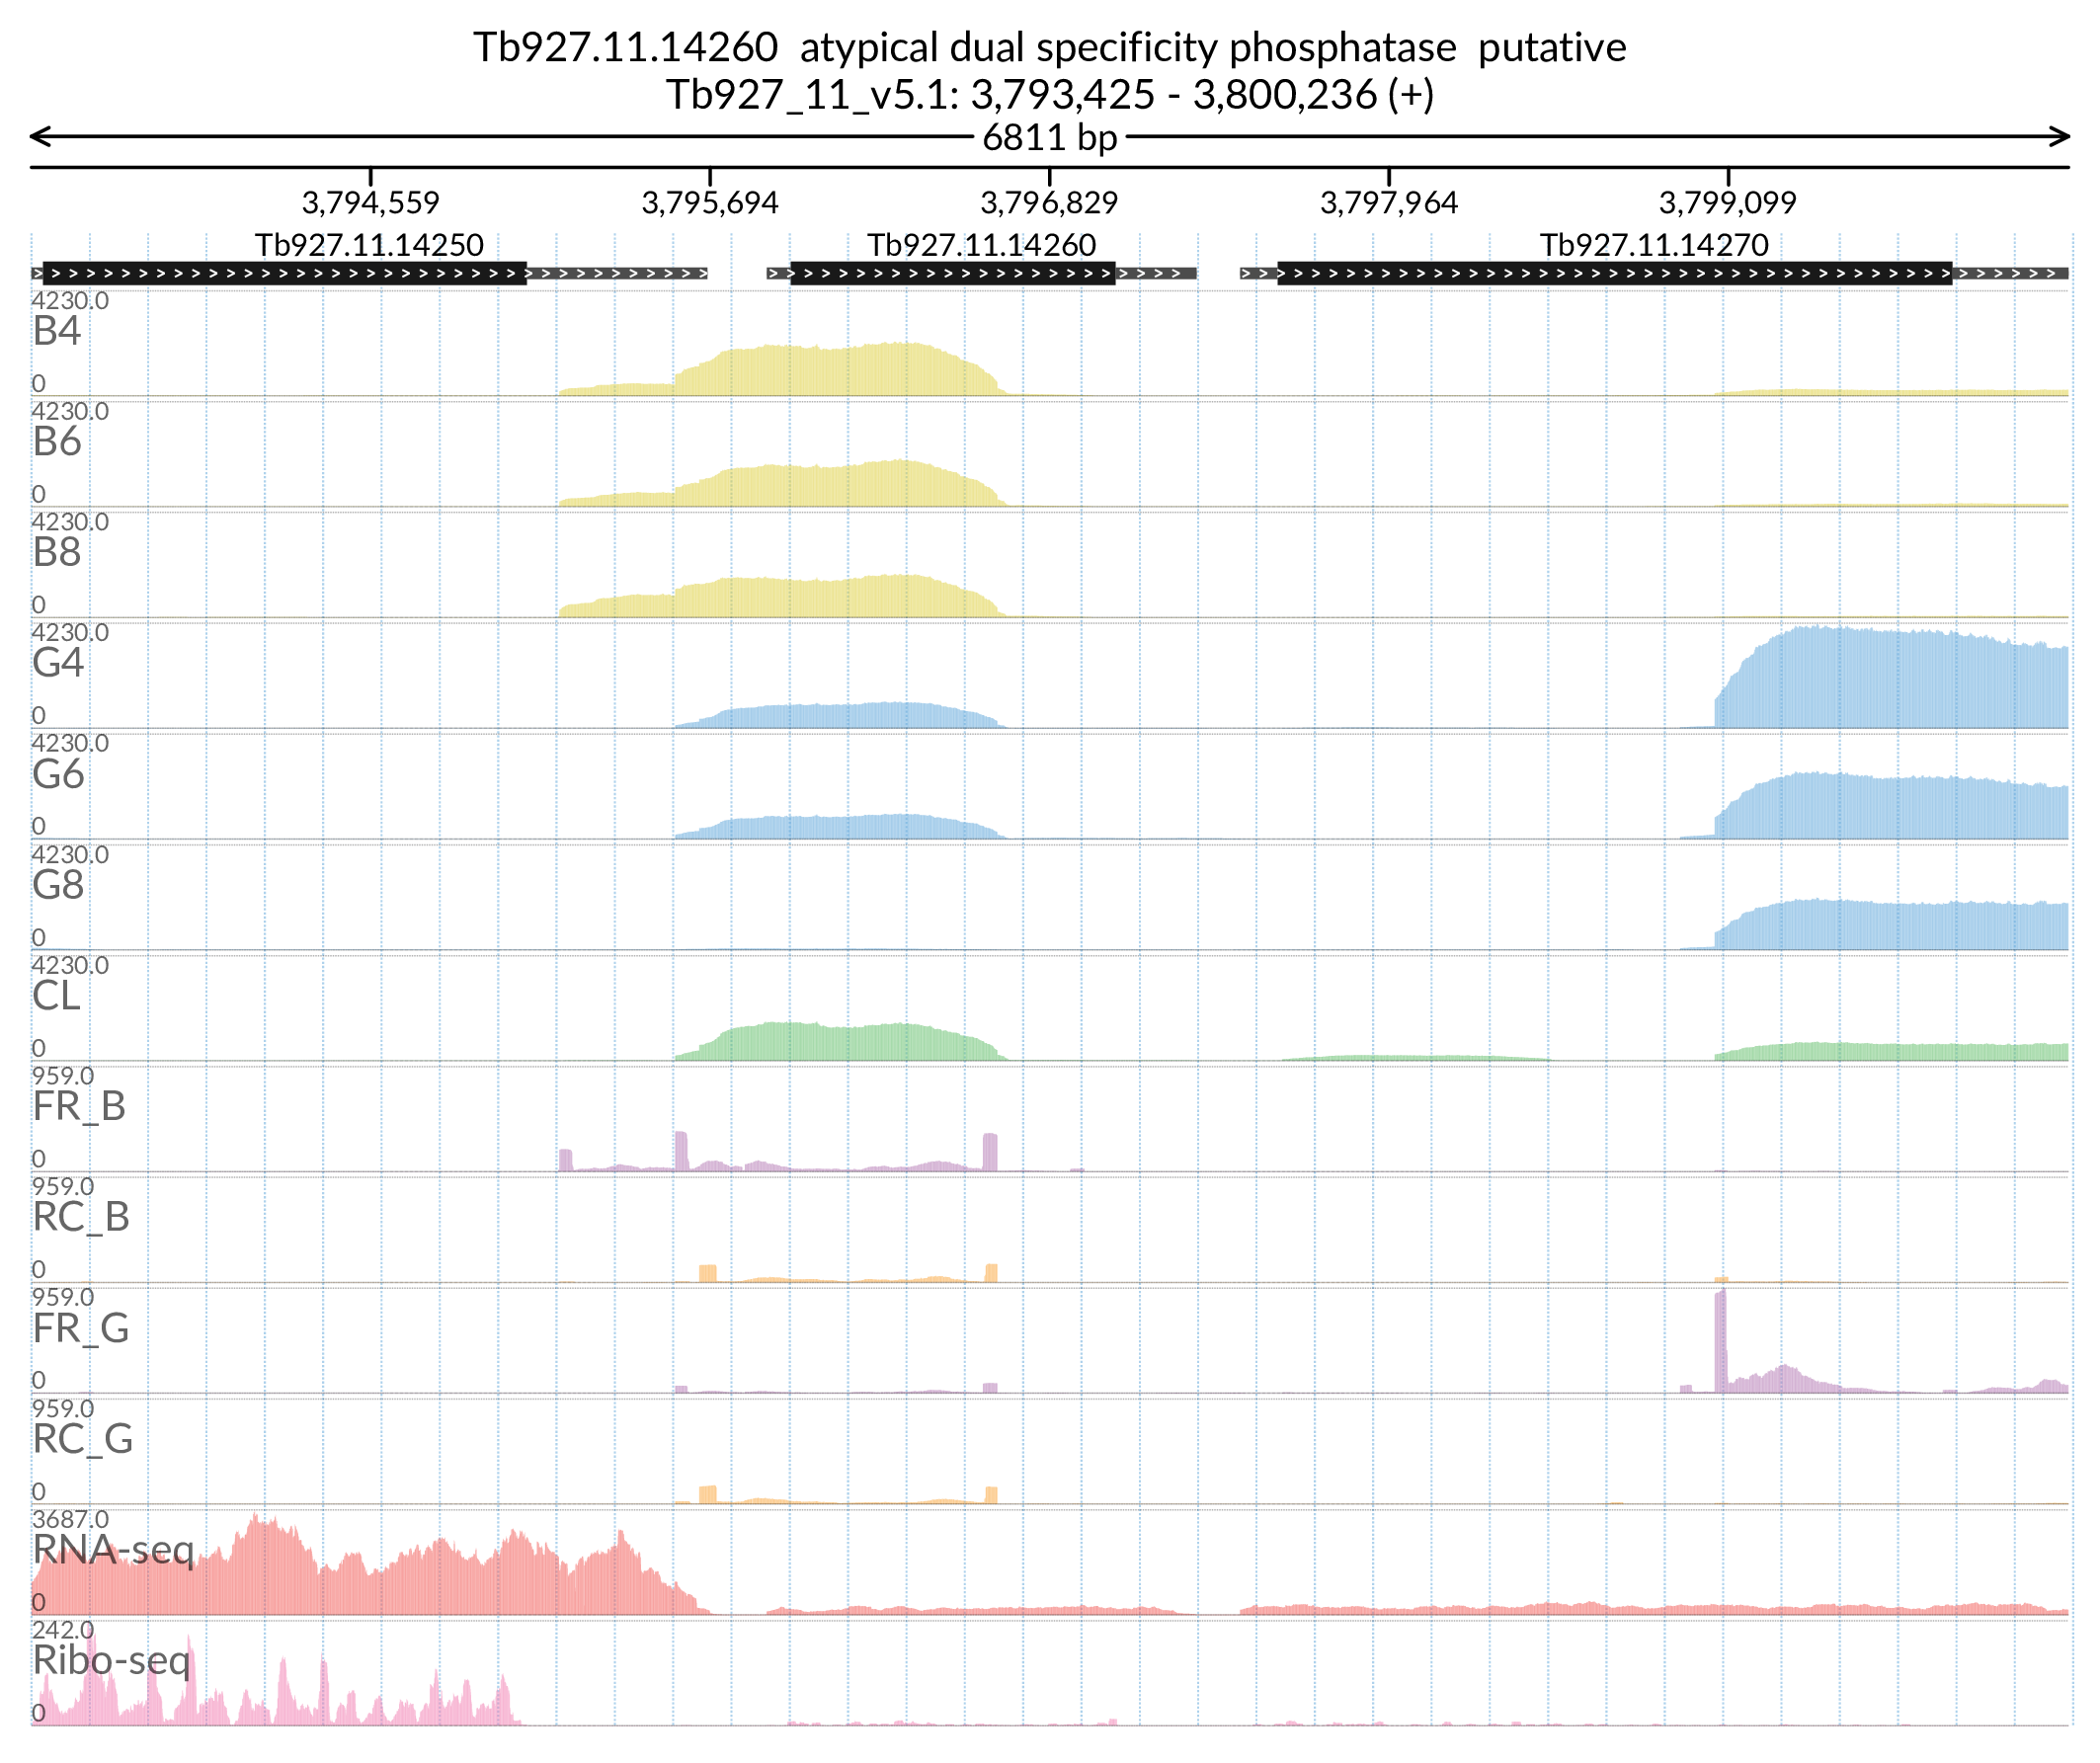 Tb927.11.14260 atypical dual specificity phosphatase putative
Tb927_11_v5.1: 3,793,425 - 3,800,236 (+)
6811 bp
3,794,559 3,795,694 3,796,829 3,797,964 3,799,099
Tb927.11.14250 Tb927.11.14260 Tb927.11.14270
4230.0
B4
0
4230.0
B6
0
4230.0
B8
0
4230.0
G4
0
4230.0
G6
0
4230.0
G8
0
4230.0
CL
0
959.0
FR_B
0
959.0
RC_B
0
959.0
FR_G
0
959.0
RC_G
0
3687.0
RNA-seq
0
242.0
Ribo-seq
0